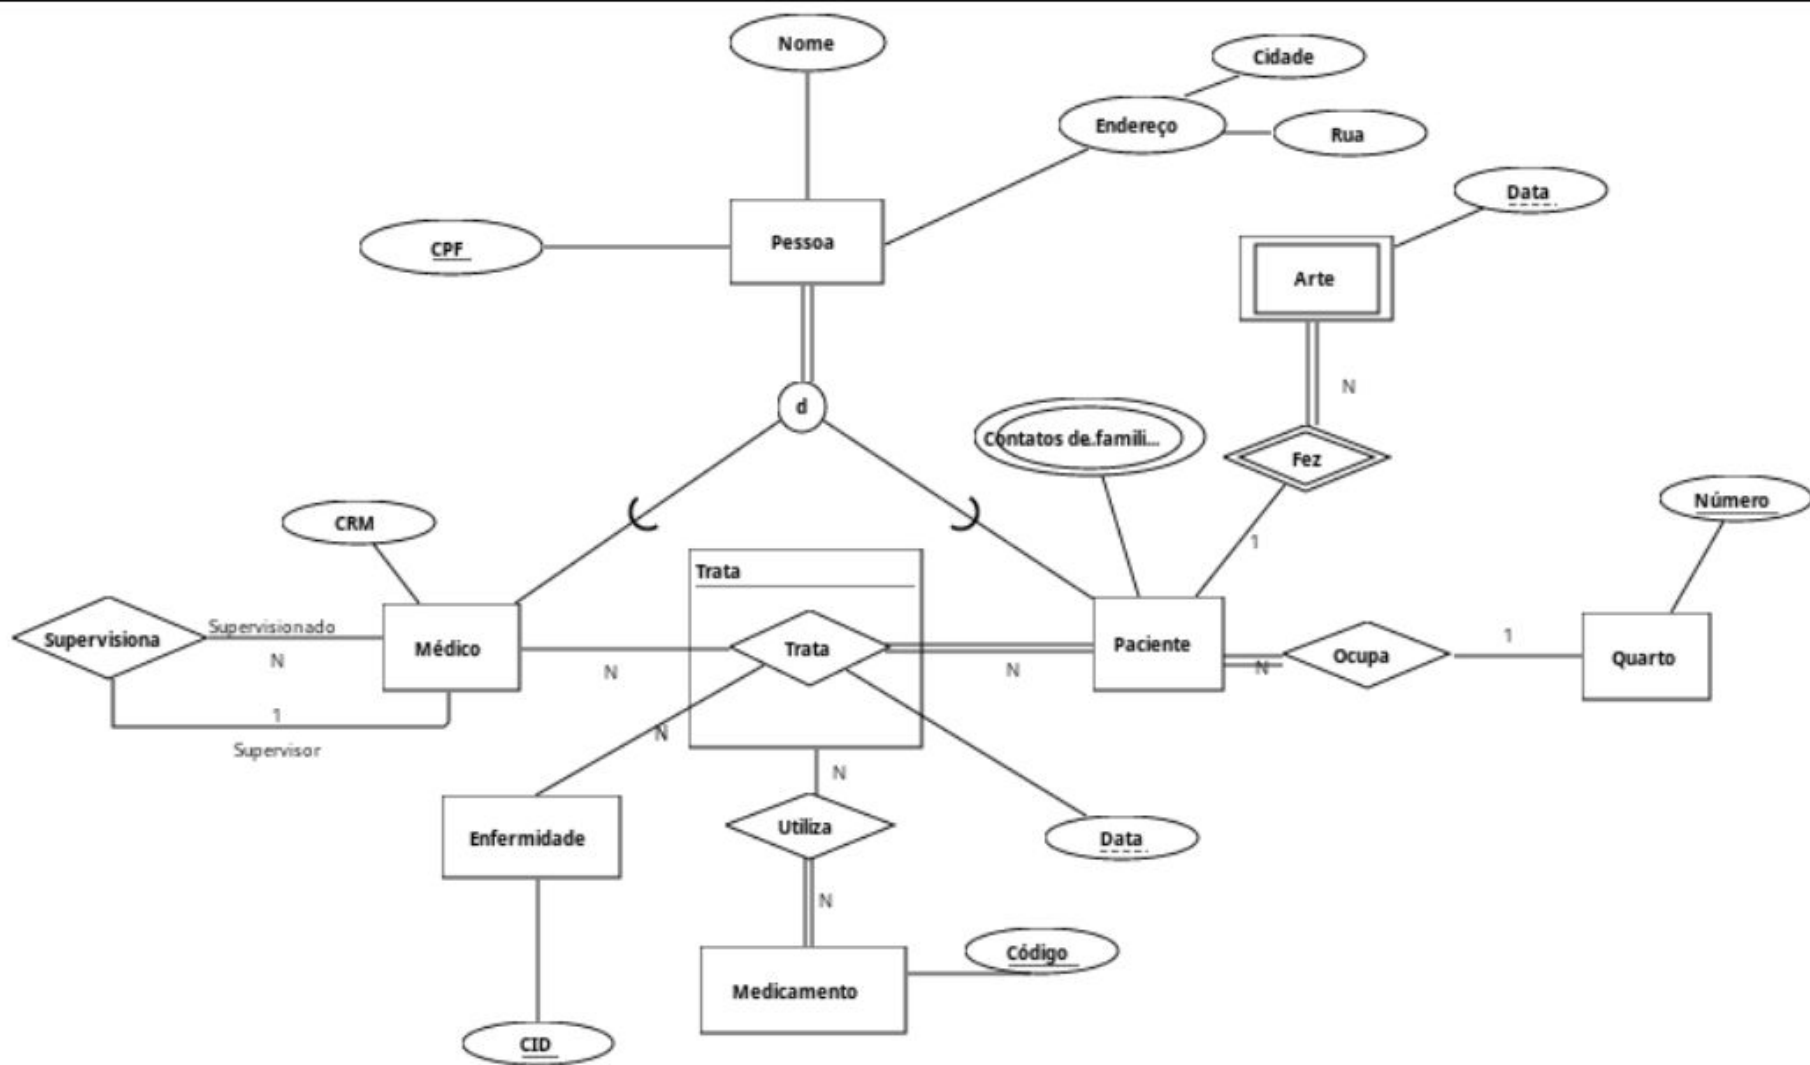 Nome
Cidade
Endereço
Rua
Data
CPF
Pessoa
Arte
N
d
Contatos de famili...
Fez
Número
CRM
1
Trata
Supervisiona
Supervisionado
N
Médico
N
Trata
N
Paciente
N
Ocupa
1
Quarto
1
Supervisor
N
N
Enfermidade
Utiliza
Data
N
Código
Medicamento
CID